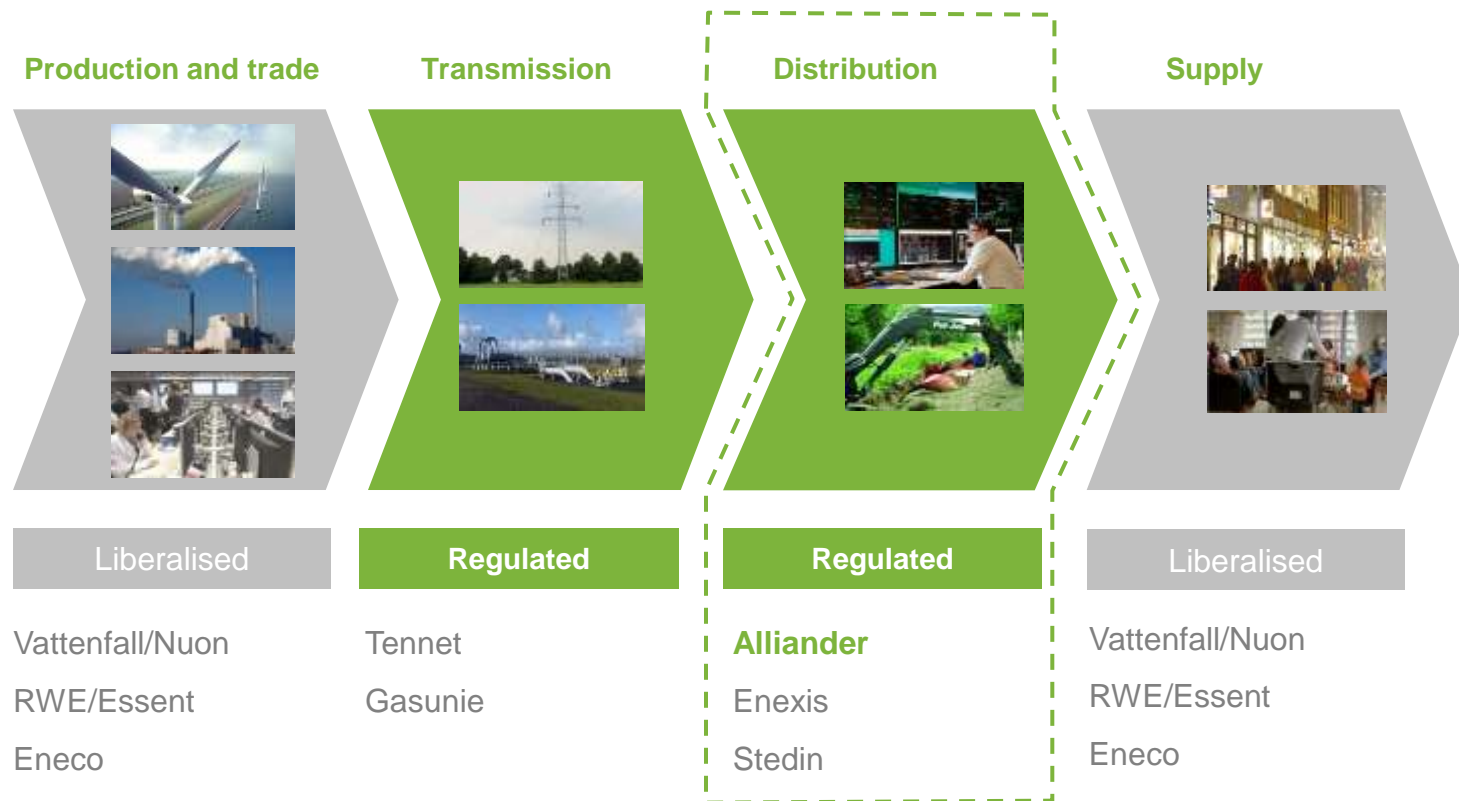 Production and trade
Transmission
Distribution
Supply
Liberalised
Regulated
Regulated
Liberalised
Vattenfall/Nuon
RWE/Essent
Eneco
Tennet
Gasunie
Alliander
Enexis
Stedin
Vattenfall/Nuon
RWE/Essent
Eneco